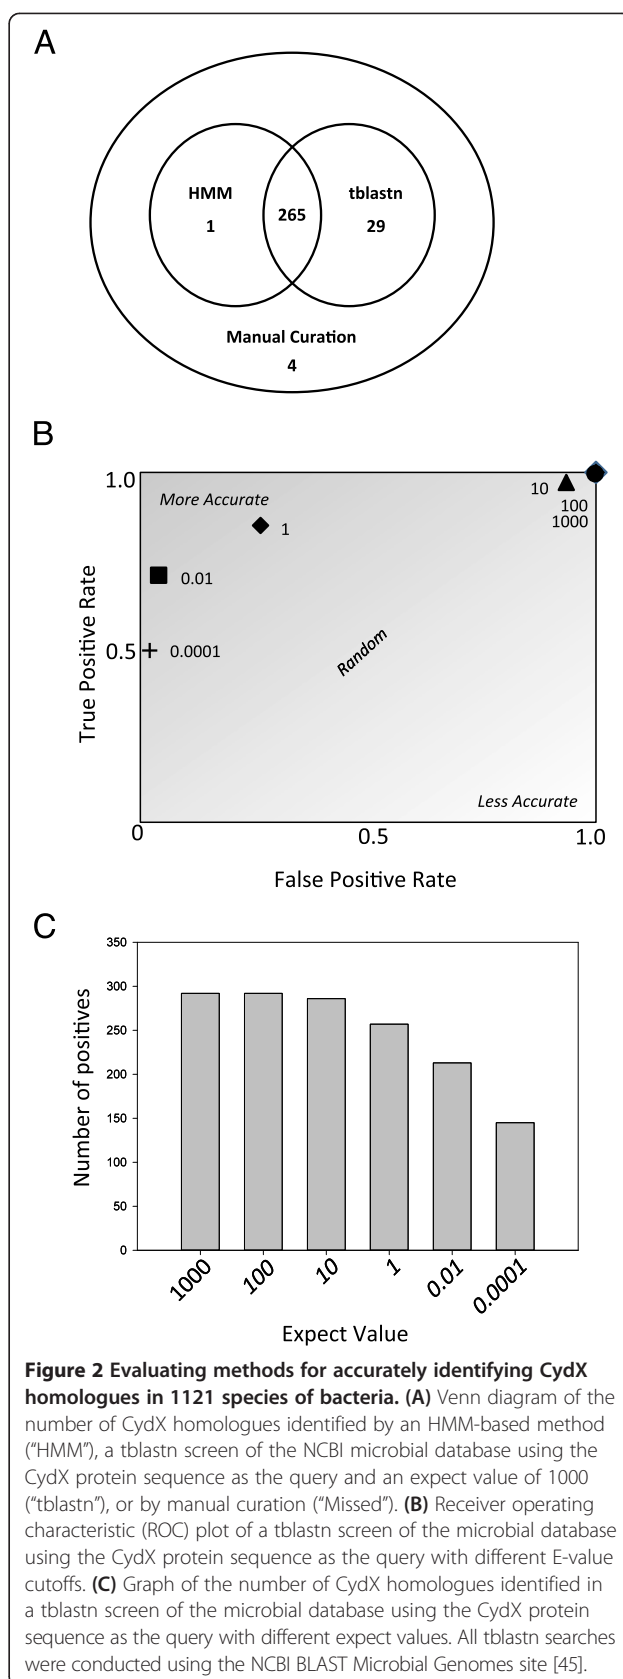 A
HMM
1
265
tblastn
29
Manual Curation
4
B
1.0
More Accurate
10
100
1000
1
0.01
0.5
0.0001
Random
Less Accurate
0
0.5
1.0
True Positive Rate
False Positive Rate
C
350
300
250
200
150
100
50
0
Number of positives
1000
100
10
1
0.01
0.0001
Expect Value
Figure 2 Evaluating methods for accurately identifying CydX
homologues in 1121 species of bacteria. (A) Venn diagram of the
number of CydX homologues identified by an HMM-based method
("HMM"), a tblastn screen of the NCBI microbial database using the
CydX protein sequence as the query and an expect value of 1000
("tblastn"), or by manual curation ("Missed"). (B) Receiver operating
characteristic (ROC) plot of a tblastn screen of the microbial database
using the CydX protein sequence as the query with different E-value
cutoffs. (C) Graph of the number of CydX homologues identified in
a tblastn screen of the microbial database using the CydX protein
sequence as the query with different expect values. All tblastn searches
were conducted using the NCBI BLAST Microbial Genomes site [45].